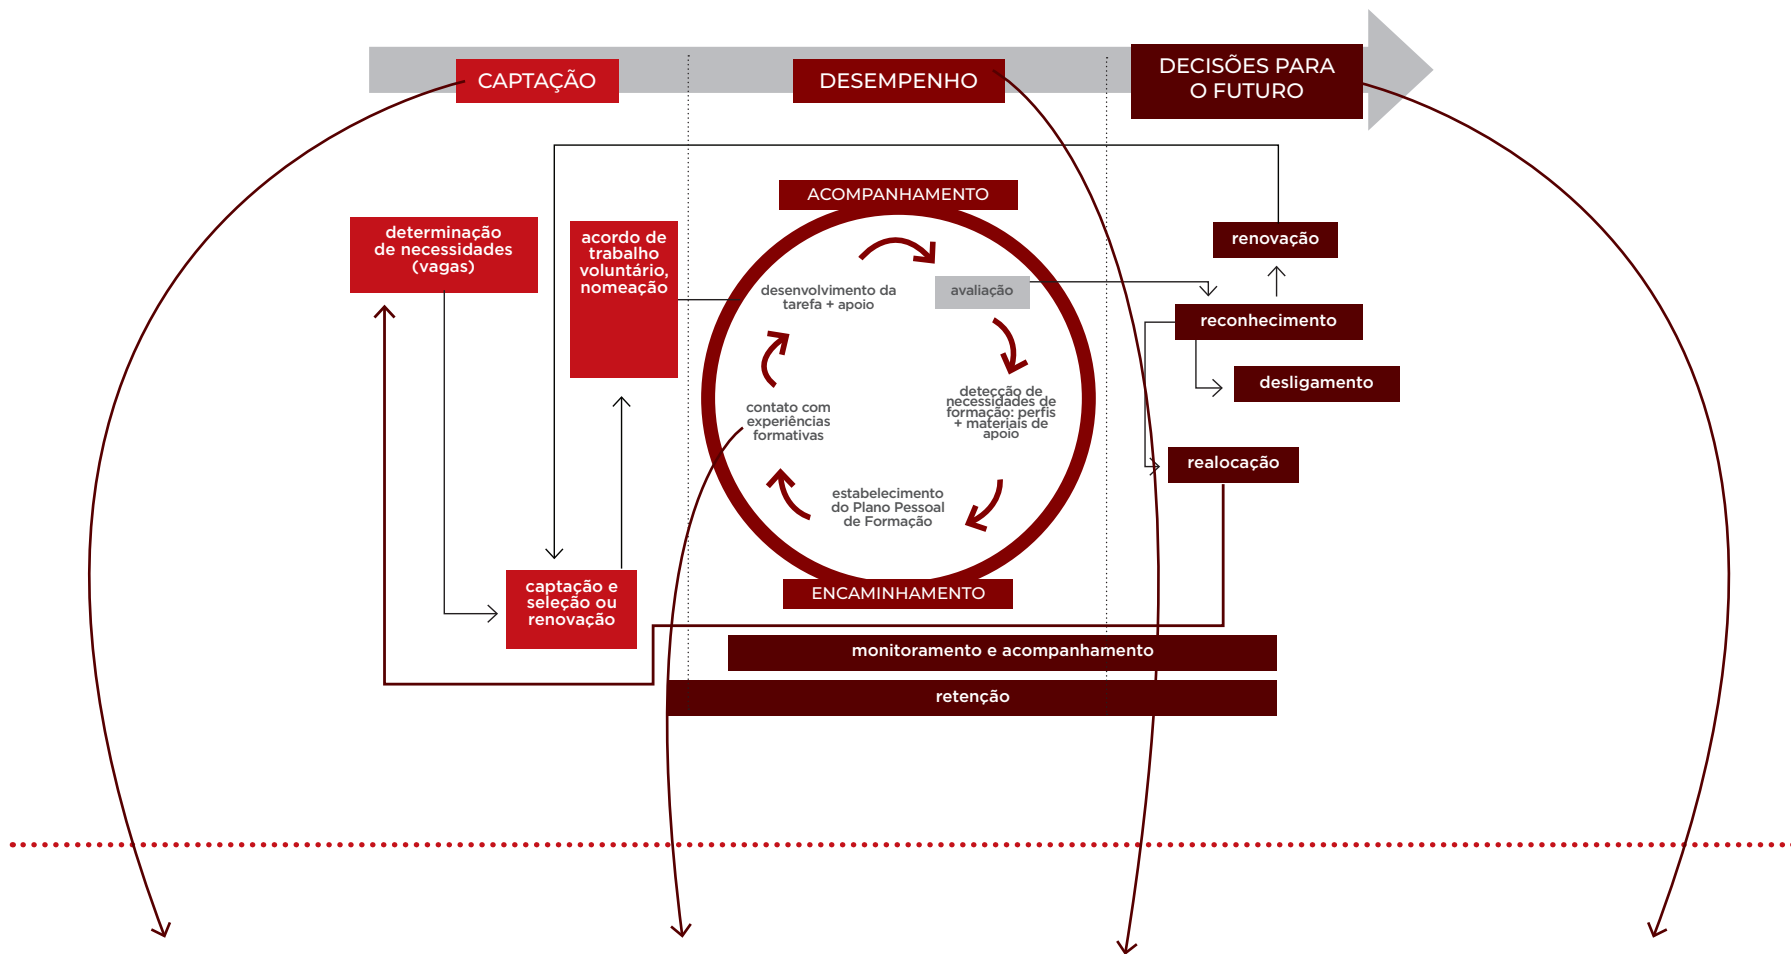 CAPTAÇÃO
DESEMPENHO
DECISÕES PARA
O FUTURO
ACOMPANHAMENTO
determinação
de necessidades
(vagas)
acordo de
trabalho
voluntário,
nomeação
desenvolvimento da
tarefa + apoio
avaliação
renovação
reconhecimento
desligamento
detecção de
necessidades de
formação: perfis
+ materiais de
apoio
contato com
experiências
formativas
realocação
estabelecimento
do Plano Pessoal
de Formação
captação e
seleção ou
renovação
ENCAMINHAMENTO
monitoramento e acompanhamento
retenção